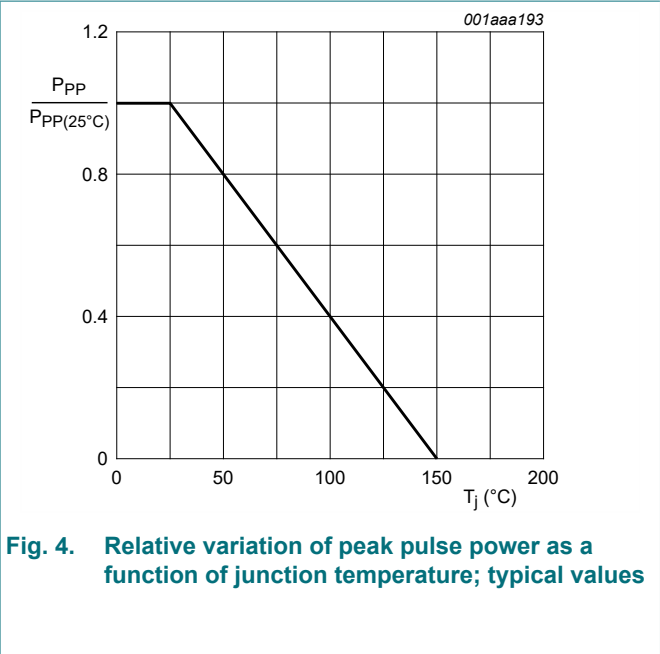 001aaa193
1.2
PPP
PPP(25°C)
0.8
0.4
0
0 50 100 150 200
Tj (°C)
Fig. 4. Relative variation of peak pulse power as a
function of junction temperature; typical values